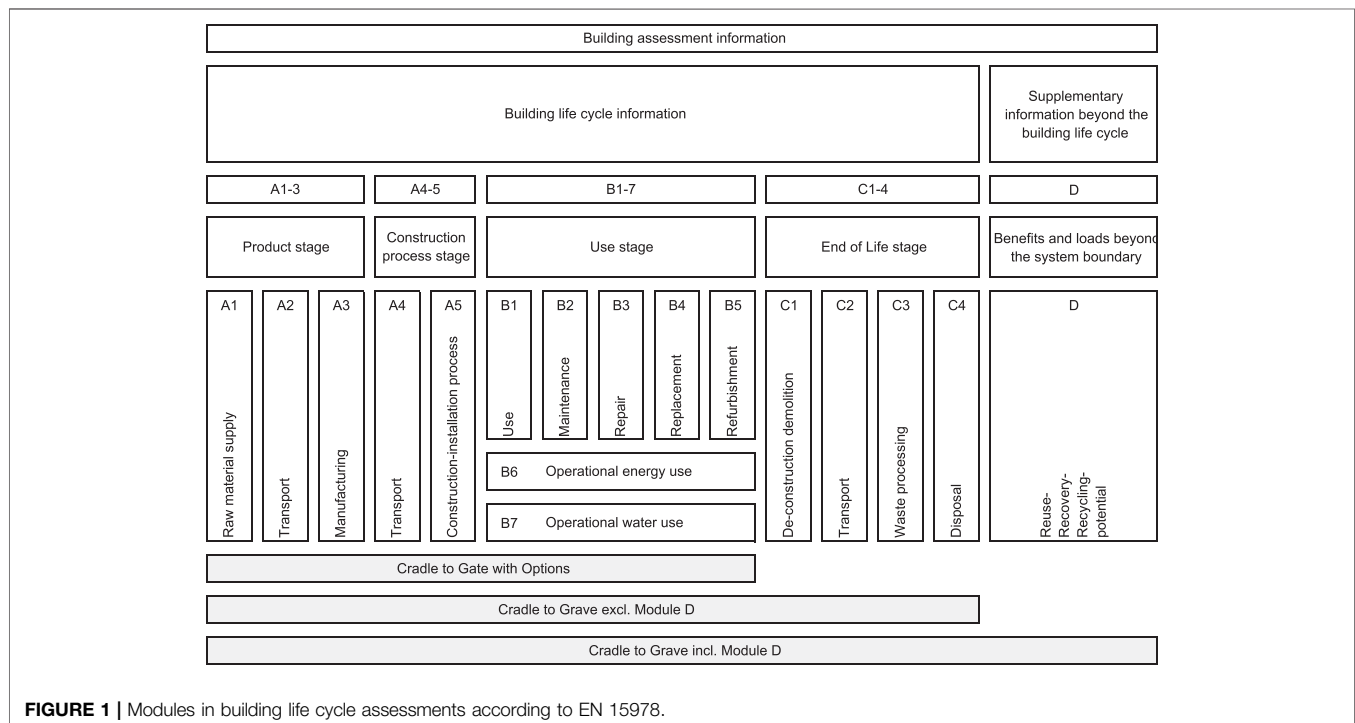 Building assessment information
Building life cycle information
Supplementary
information beyond the
building life cycle
A1-3
A4-5
B1-7
C1-4
D
Product stage
Construction
process stage
Use stage
End of Life stage
Benefits and loads beyond
the system boundary
A1
Raw material supply
A2
Transport
A3
Manufacturing
A4
Transport
A5
Construction-installation process
B1
Use
B2
Maintenance
B3
Repair
B4
Replacement
B5
Refurbishment
B6 Operational energy use
B7 Operational water use
C1
De-construction demolition
C2
Transport
C3
Waste processing
C4
Disposal
D
Reuse-
Recovery-
Recycling-
potential
Cradle to Gate with Options
Cradle to Grave excl. Module D
Cradle to Grave incl. Module D
FIGURE 1 | Modules in building life cycle assessments according to EN 15978.